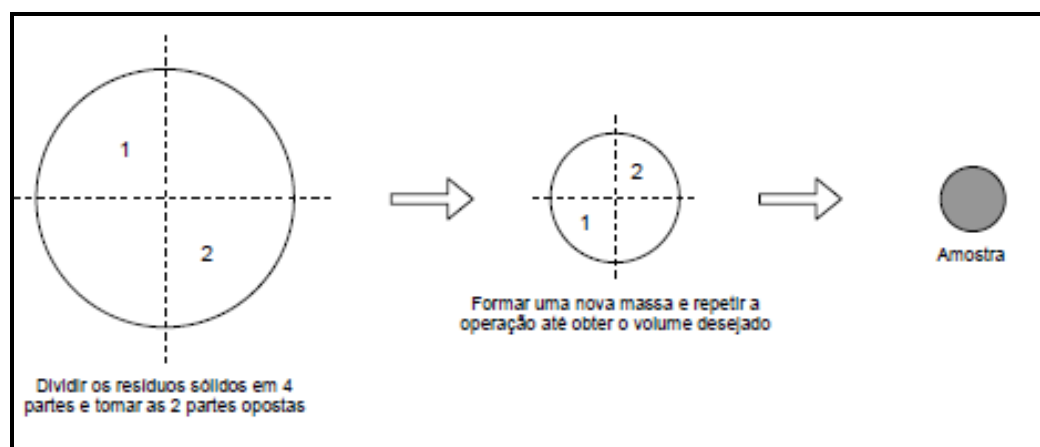 1
2
Dividir os resíduos sólidos em 4
partes e tomar as 2 partes opostas
2
1
Formar uma nova massa e repetir a
operação até obter o volume desejado
Amostra